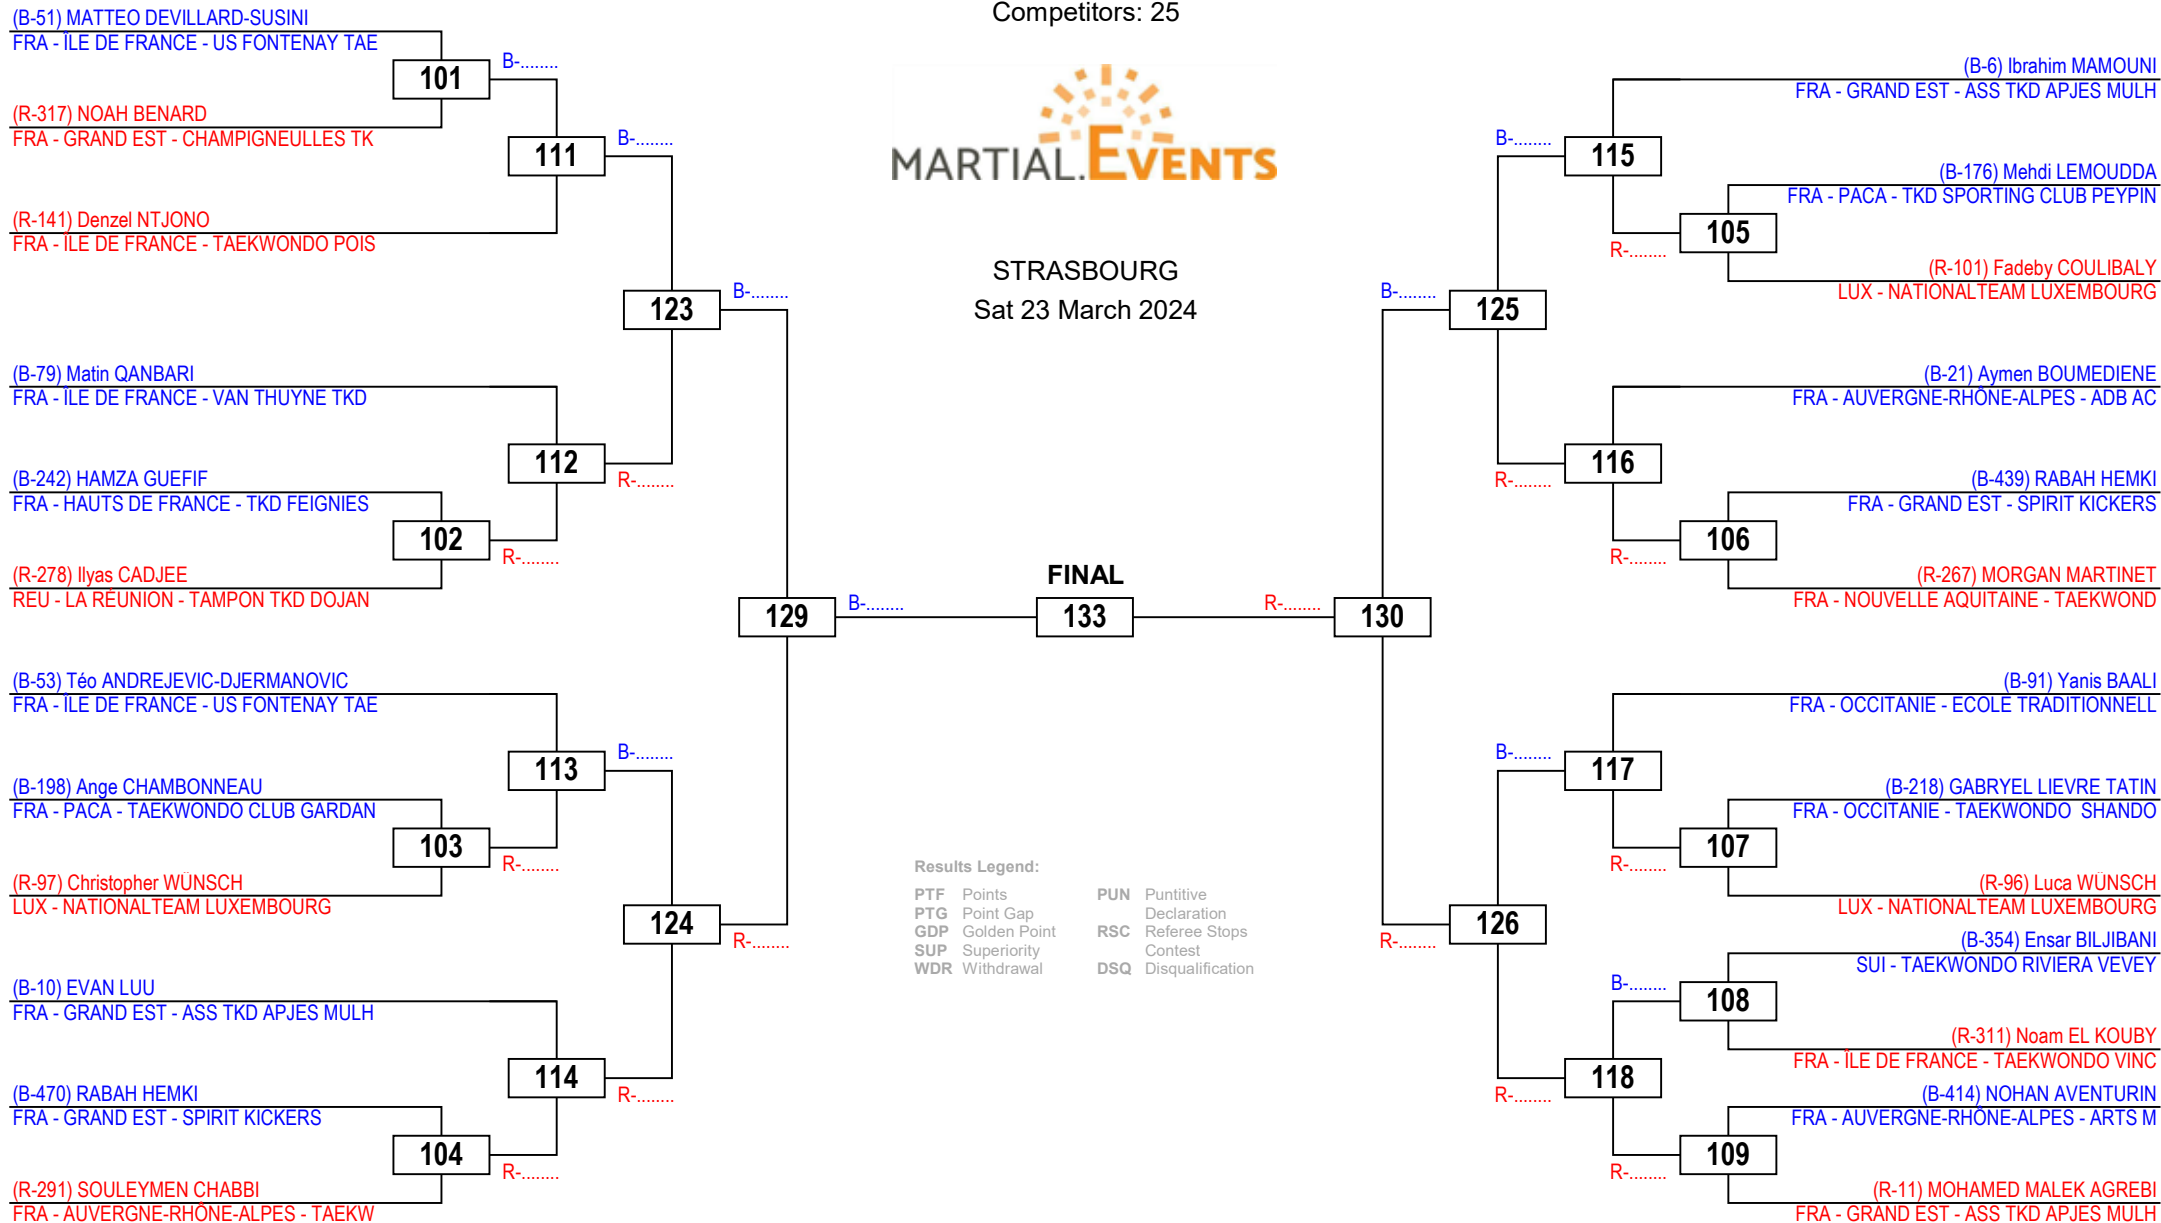 Competitors: 25
MARTIAL.EVENTS
STRASBOURG
Sat 23 March 2024
(B-51) MATTEO DEVILLARD-SUSINI
FRA - ÎLE DE FRANCE - US FONTENAY TAE
101
B-........
(R-317) NOAH BENARD
FRA - GRAND EST - CHAMPIGNEULLES TK
111
B-........
(R-141) Denzel NTJONO
FRA - ÎLE DE FRANCE - TAEKWONDO POIS
123
B-........
(B-79) Matin QANBARI
FRA - ÎLE DE FRANCE - VAN THUYNE TKD
112
R-........
(B-242) HAMZA GUEFIF
FRA - HAUTS DE FRANCE - TKD FEIGNIES
102
R-........
(R-278) Ilyas CADJEE
REU - LA RÉUNION - TAMPON TKD DOJAN
129
B-........
(B-53) Téo ANDREJEVIC-DJERMANOVIC
FRA - ÎLE DE FRANCE - US FONTENAY TAE
113
B-........
(B-198) Ange CHAMBONNEAU
FRA - PACA - TAEKWONDO CLUB GARDAN
103
R-........
(R-97) Christopher WÜNSCH
LUX - NATIONALTEAM LUXEMBOURG
124
R-........
(B-10) EVAN LUU
FRA - GRAND EST - ASS TKD APJES MULH
114
R-........
(B-470) RABAH HEMKI
FRA - GRAND EST - SPIRIT KICKERS
104
R-........
(R-291) SOULEYMEN CHABBI
FRA - AUVERGNE-RHÔNE-ALPES - TAEKW
FINAL
133
Results Legend:
PTF Points
PTG Point Gap
GDP Golden Point
SUP Superiority
WDR Withdrawal
PUN Puntitive
Declaration
RSC Referee Stops
Contest
DSQ Disqualification
(B-6) Ibrahim MAMOUNI
FRA - GRAND EST - ASS TKD APJES MULH
B-........
115
(B-176) Mehdi LEMOUDDA
FRA - PACA - TKD SPORTING CLUB PEYPIN
105
R-........
(R-101) Fadeby COULIBALY
LUX - NATIONALTEAM LUXEMBOURG
B-........
125
(B-21) Aymen BOUMEDIENE
FRA - AUVERGNE-RHÔNE-ALPES - ADB AC
116
R-........
(B-439) RABAH HEMKI
FRA - GRAND EST - SPIRIT KICKERS
106
R-........
(R-267) MORGAN MARTINET
FRA - NOUVELLE AQUITAINE - TAEKWOND
R-........
130
(B-91) Yanis BAALI
FRA - OCCITANIE - ECOLE TRADITIONNELL
B-........
117
(B-218) GABRYEL LIEVRE TATIN
FRA - OCCITANIE - TAEKWONDO  SHANDO
107
R-........
(R-96) Luca WÜNSCH
LUX - NATIONALTEAM LUXEMBOURG
126
R-........
(B-354) Ensar BILJIBANI
SUI - TAEKWONDO RIVIERA VEVEY
B-........
108
(R-311) Noam EL KOUBY
FRA - ÎLE DE FRANCE - TAEKWONDO VINC
118
R-........
(B-414) NOHAN AVENTURIN
FRA - AUVERGNE-RHÔNE-ALPES - ARTS M
109
R-........
(R-11) MOHAMED MALEK AGREBI
FRA - GRAND EST - ASS TKD APJES MULH